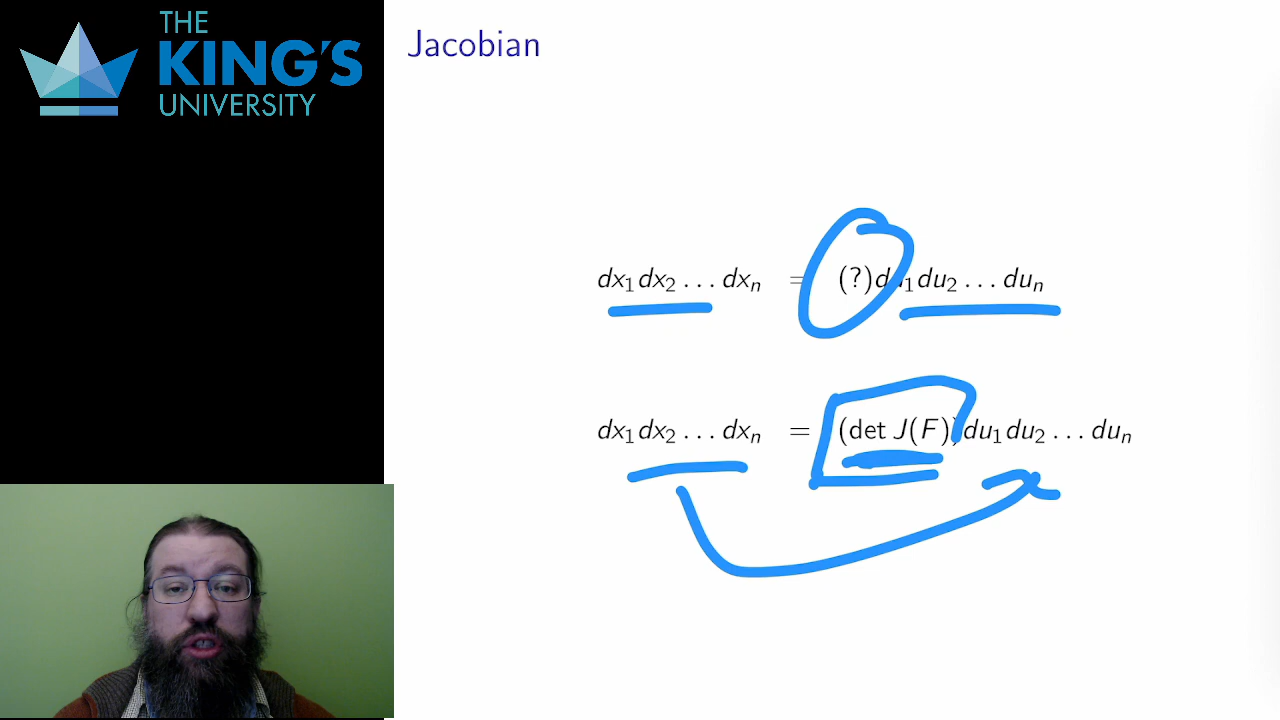 THE
KING'S
UNIVERSITY
Jacobian
dx₁dx₂ … dxₙ = (?)du₁du₂ … duₙ
dx₁dx₂ … dxₙ = (det J(F))du₁du₂ … duₙ